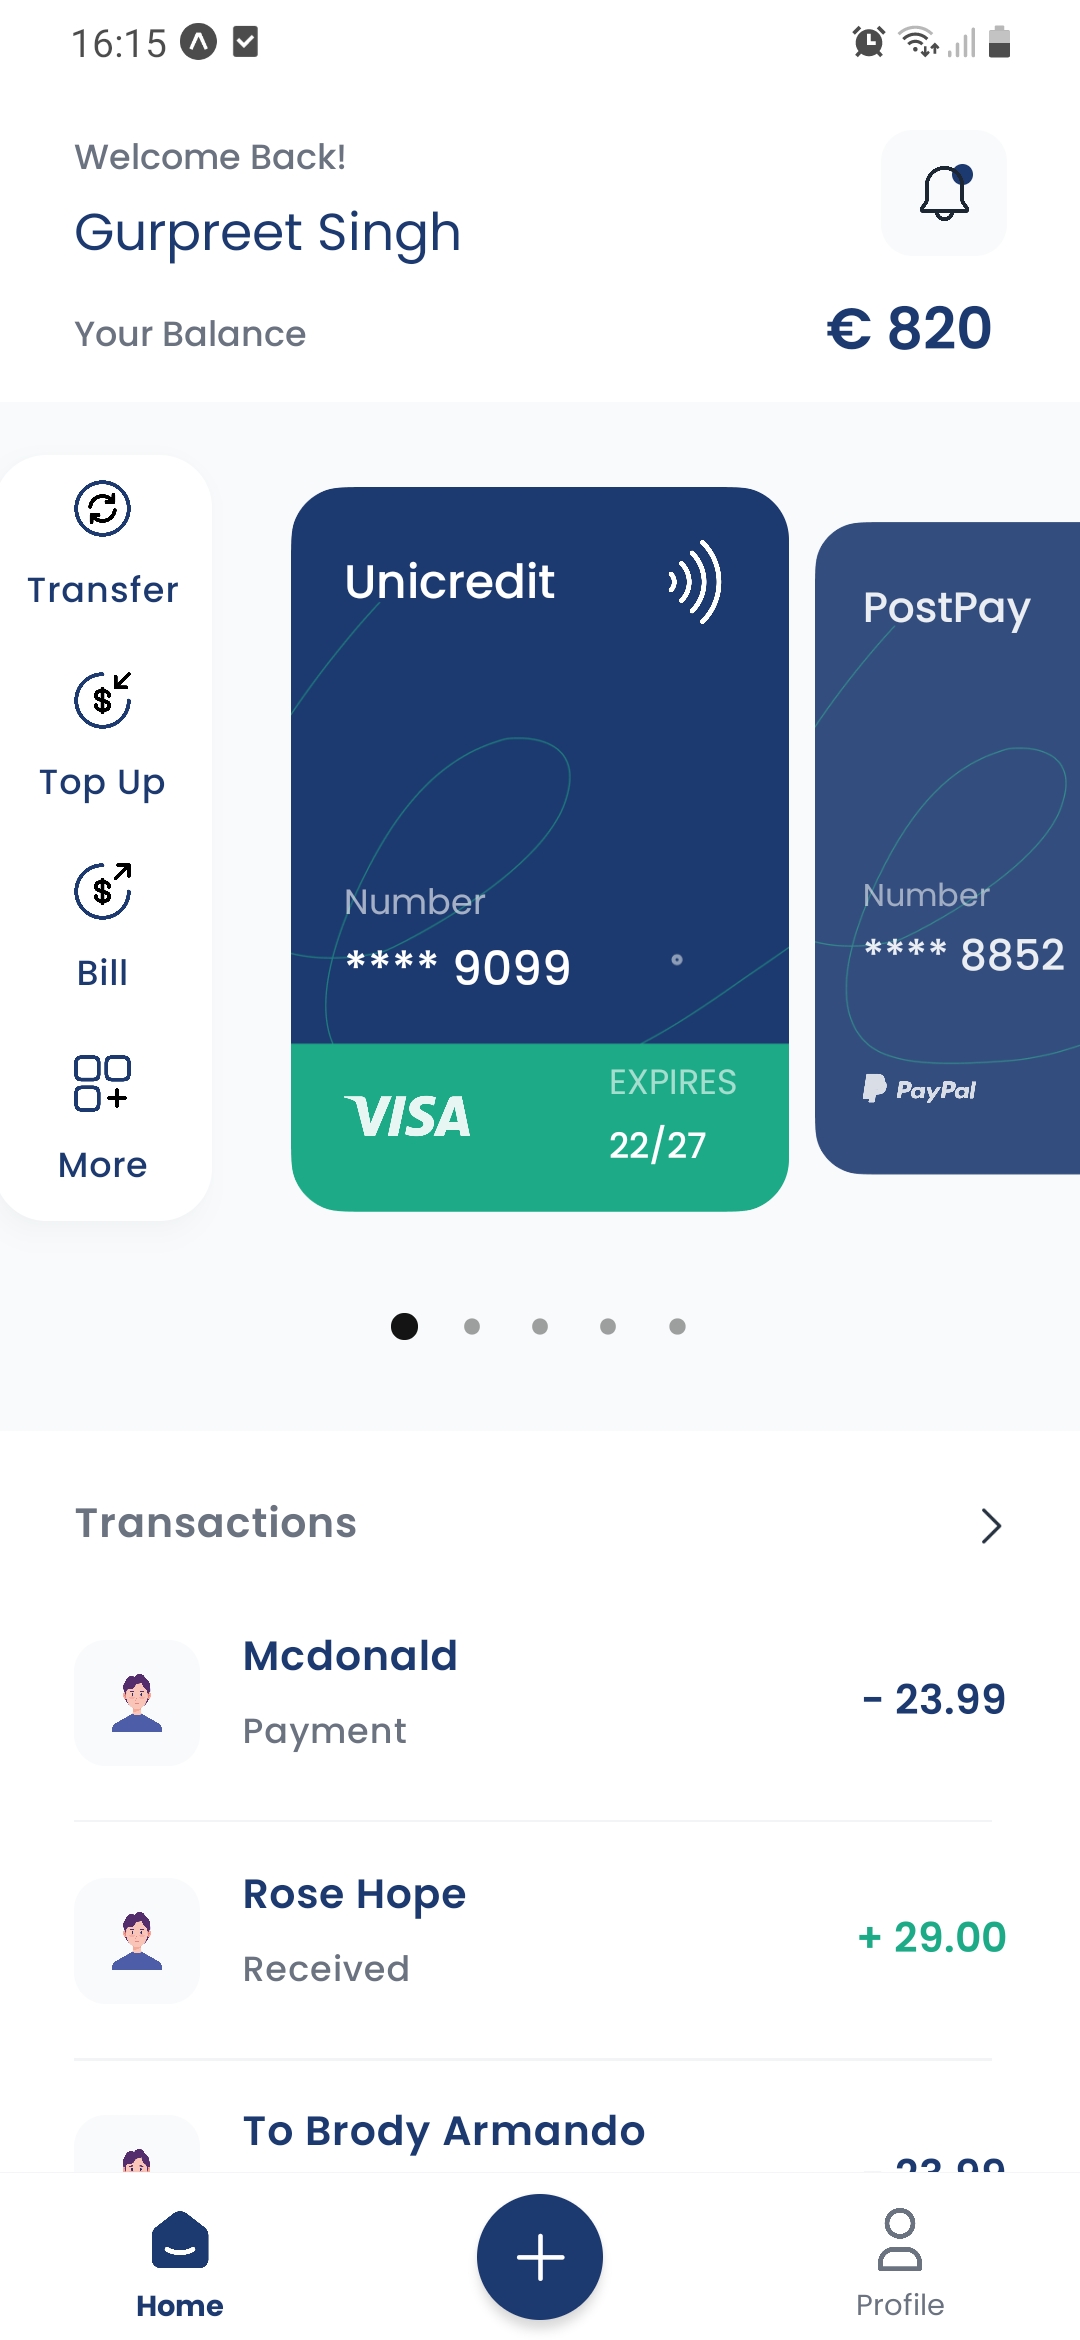 16:15
Welcome Back!
Gurpreet Singh
Your Balance
€ 820
Transfer
Top Up
Bill
More
Unicredit
Number
**** 9099
VISA
EXPIRES
22/27
PostPay
Number
**** 8852
PayPal
Transactions
Mcdonald
Payment
- 23.99
Rose Hope
Received
+ 29.00
To Brody Armando
- 23.99
Home
Profile